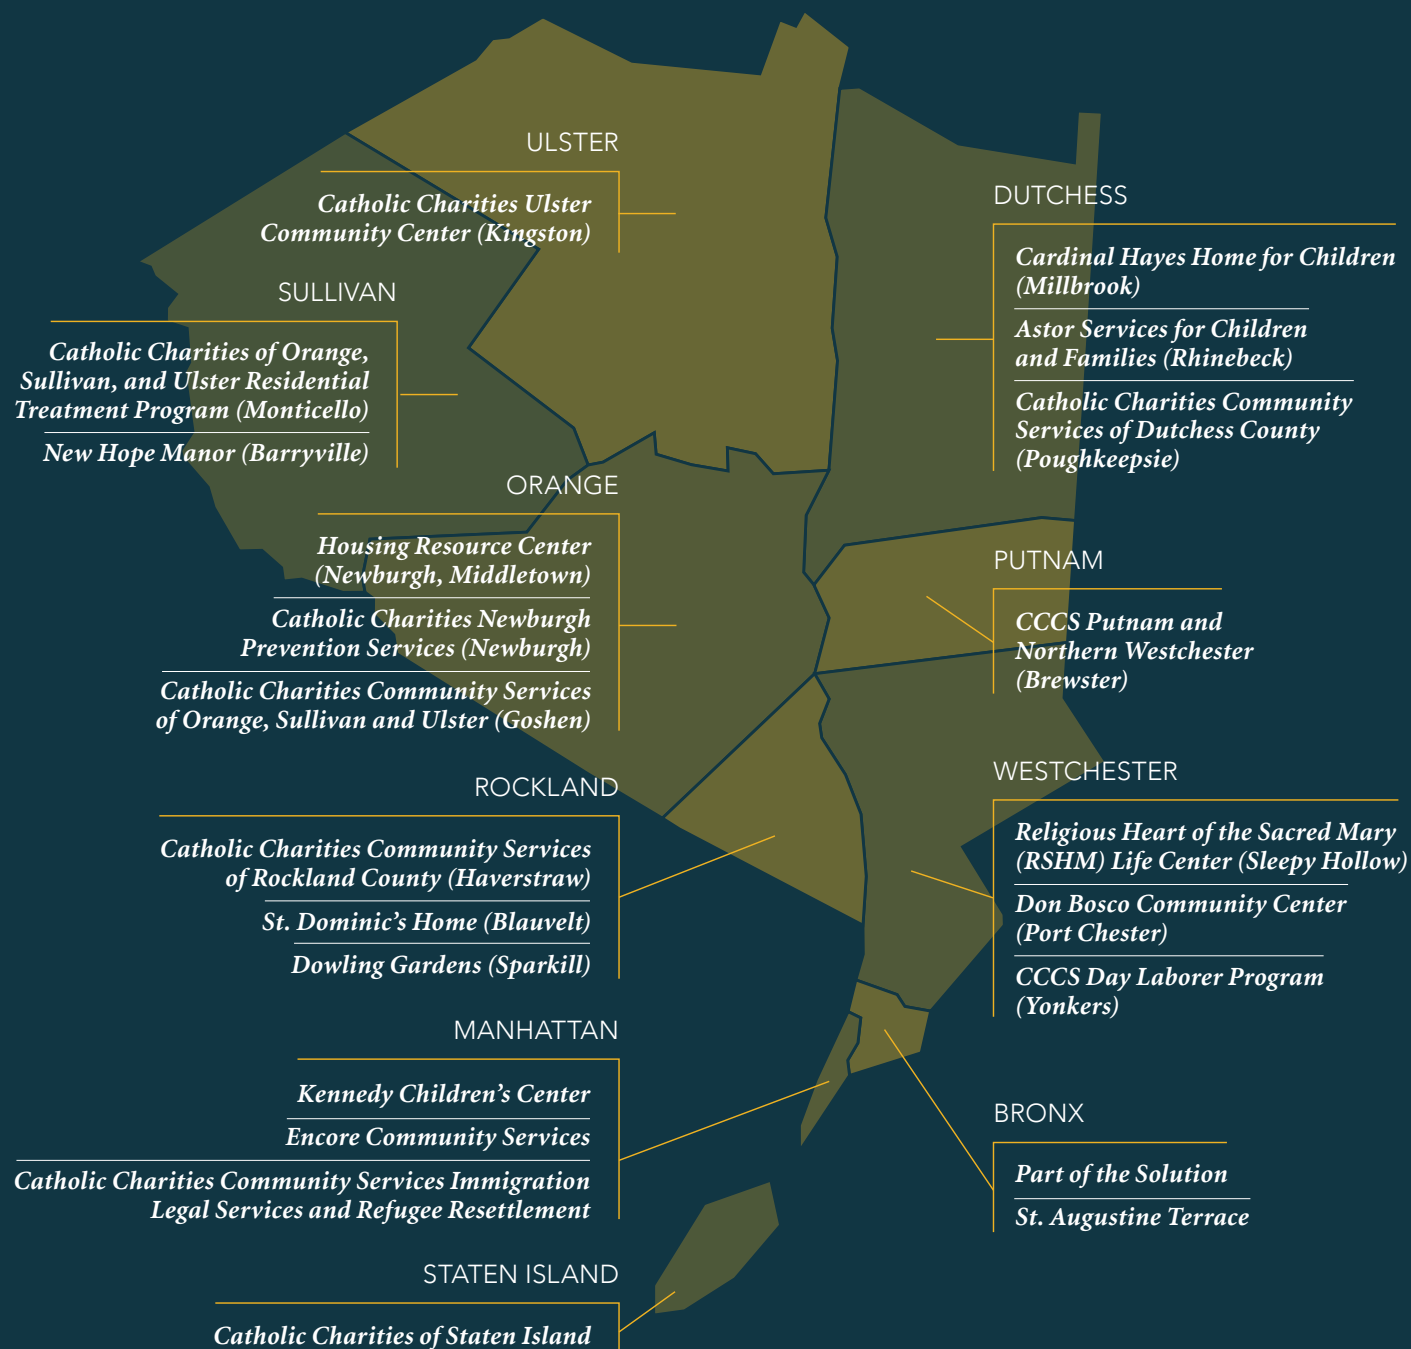 ULSTER
Catholic Charities Ulster
Community Center (Kingston)
SULLIVAN
Catholic Charities of Orange,
Sullivan, and Ulster Residential
Treatment Program (Monticello)
New Hope Manor (Barryville)
ORANGE
Housing Resource Center
(Newburgh, Middletown)
Catholic Charities Newburgh
Prevention Services (Newburgh)
Catholic Charities Community Services
of Orange, Sullivan and Ulster (Goshen)
ROCKLAND
Catholic Charities Community Services
of Rockland County (Haverstraw)
St. Dominic’s Home (Blauvelt)
Dowling Gardens (Sparkill)
MANHATTAN
Kennedy Children’s Center
Encore Community Services
Catholic Charities Community Services Immigration
Legal Services and Refugee Resettlement
STATEN ISLAND
Catholic Charities of Staten Island
DUTCHESS
Cardinal Hayes Home for Children
(Millbrook)
Astor Services for Children
and Families (Rhinebeck)
Catholic Charities Community
Services of Dutchess County
(Poughkeepsie)
PUTNAM
CCCS Putnam and
Northern Westchester
(Brewster)
WESTCHESTER
Religious Heart of the Sacred Mary
(RSHM) Life Center (Sleepy Hollow)
Don Bosco Community Center
(Port Chester)
CCCS Day Laborer Program
(Yonkers)
BRONX
Part of the Solution
St. Augustine Terrace